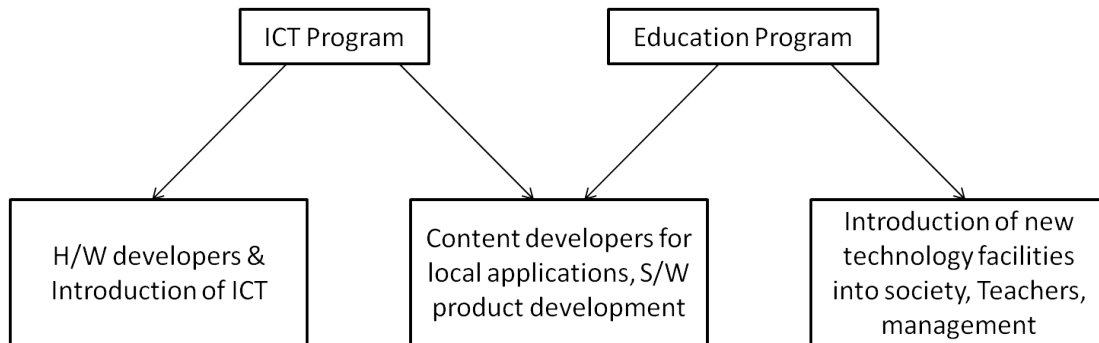 ICT Program
Education Program
H/W developers &
Introduction of ICT
Content developers for
local applications, S/W
product development
Introduction of new
technology facilities
into society, Teachers,
management